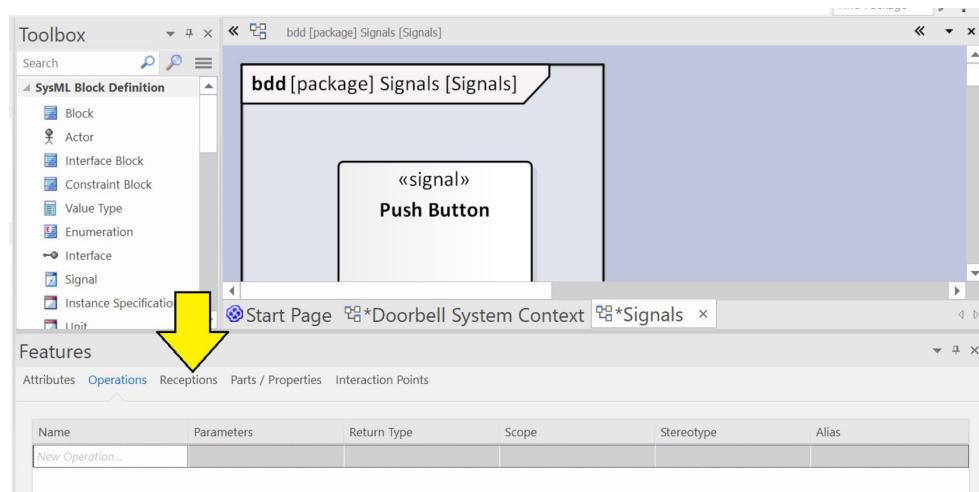 Toolbox
bdd [package] Signals [Signals]
Search
SysML Block Definition
Block
Actor
Interface Block
Constraint Block
Value Type
Enumeration
Interface
Signal
Instance Specificatio
Unit
bdd [package] Signals [Signals]
«signal»
Push Button
Start Page *Doorbell System Context *Signals
Features
Attributes Operations Receptions Parts / Properties Interaction Points
Name Parameters Return Type Scope Stereotype Alias
New Operation...